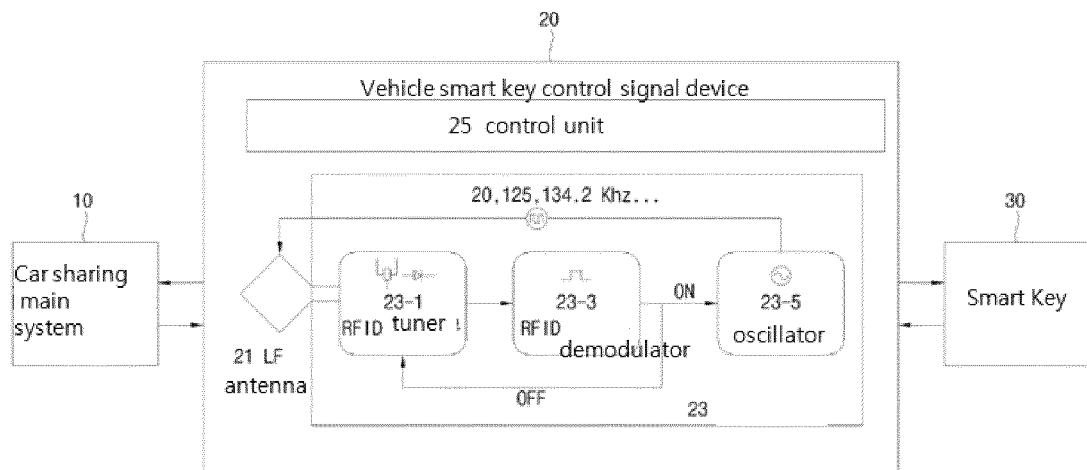 20
Vehicle smart key control signal device
25 control unit
10
20,125,134.2 Khz...
30
Car sharing
main
system
23-1
RFID tuner
23-3
RFID
demodulator
ON
23-5
oscillator
Smart Key
21 LF
antenna
OFF
23